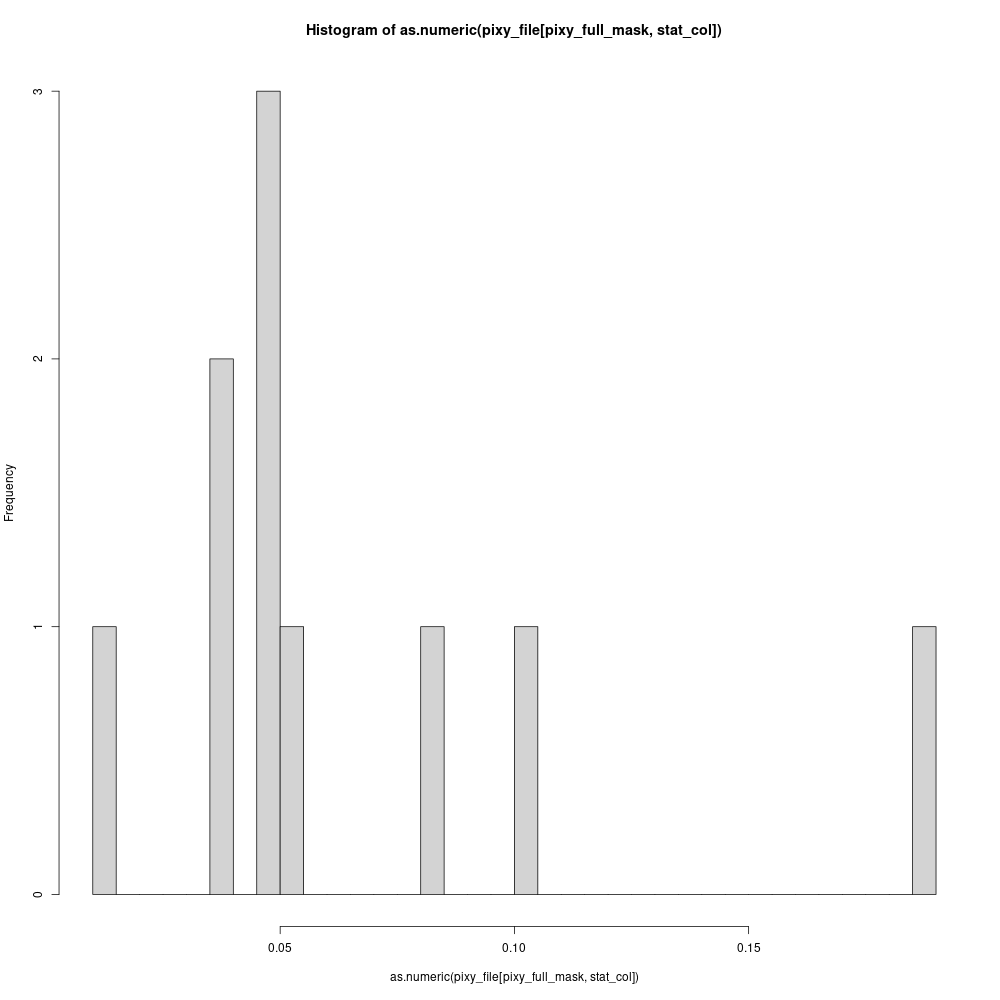 Histogram of as.numeric(pixy_file[pixy_full_mask, stat_col])
3
2
1
0
Frequency
0.05 0.10 0.15
as.numeric(pixy_file[pixy_full_mask, stat_col])